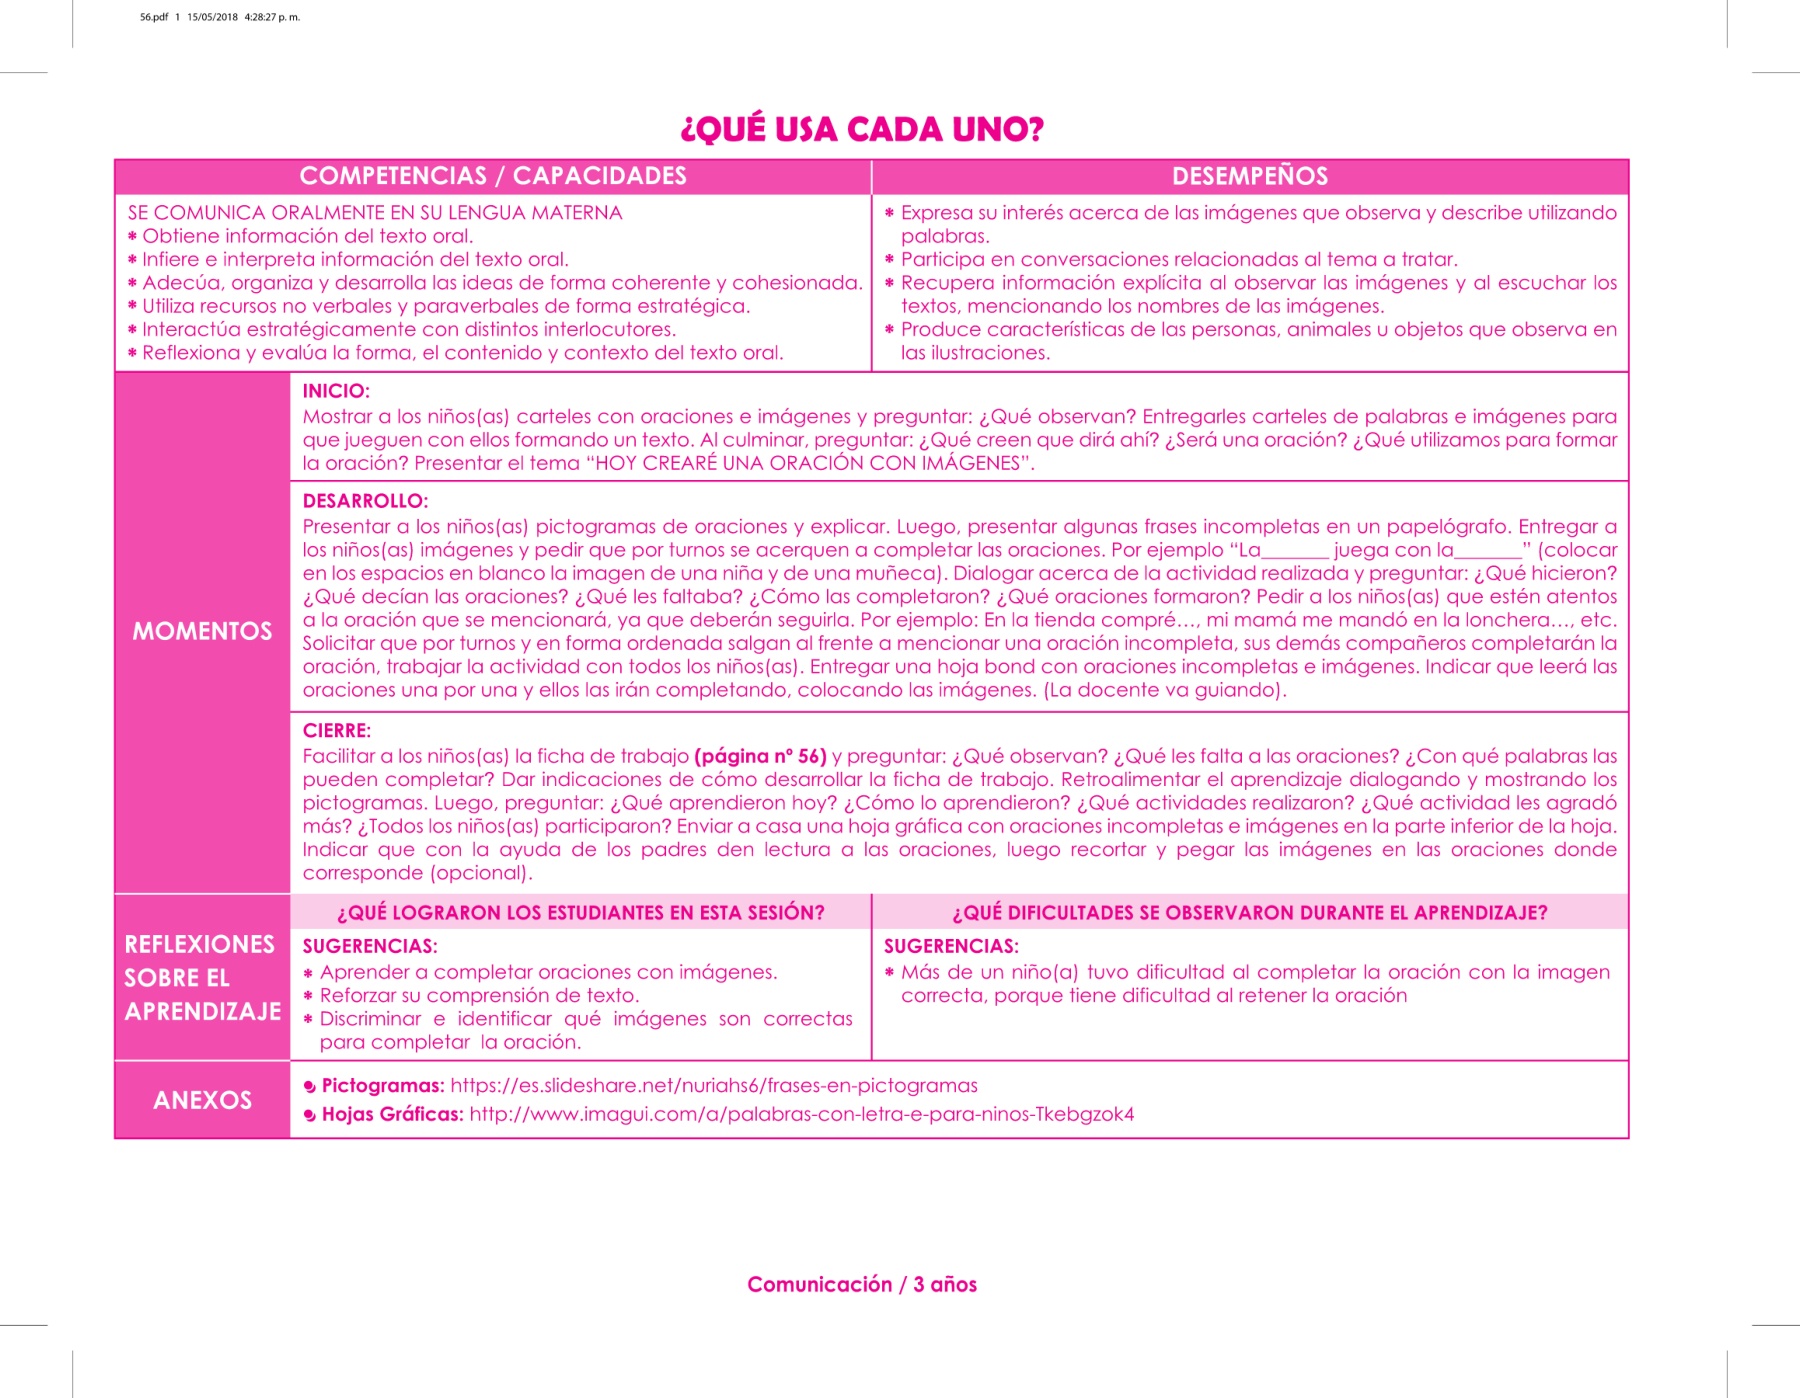 56.pdf 1 15/05/2018 4:28:27 p. m.
¿QUÉ USA CADA UNO?
COMPETENCIAS / CAPACIDADES
SE COMUNICA ORALMENTE EN SU LENGUA MATERNA
* Obtiene información del texto oral.
* Infiere e interpreta información del texto oral.
* Adecúa, organiza y desarrolla las ideas de forma coherente y cohesionada.
* Utiliza recursos no verbales y paraverbales de forma estratégica.
* Interactúa estratégicamente con distintos interlocutores.
* Reflexiona y evalúa la forma, el contenido y contexto del texto oral.
DESEMPEÑOS
* Expresa su interés acerca de las imágenes que observa y describe utilizando
palabras.
* Participa en conversaciones relacionadas al tema a tratar.
* Recupera información explícita al observar las imágenes y al escuchar los
textos, mencionando los nombres de las imágenes.
* Produce características de las personas, animales u objetos que observa en
las ilustraciones.
MOMENTOS
INICIO:
Mostrar a los niños(as) carteles con oraciones e imágenes y preguntar: ¿Qué observan? Entregarles carteles de palabras e imágenes para
que jueguen con ellos formando un texto. Al culminar, preguntar: ¿Qué creen que dirá ahí? ¿Será una oración? ¿Qué utilizamos para formar
la oración? Presentar el tema “HOY CREARÉ UNA ORACIÓN CON IMÁGENES”.
DESARROLLO:
Presentar a los niños(as) pictogramas de oraciones y explicar. Luego, presentar algunas frases incompletas en un papelógrafo. Entregar a
los niños(as) imágenes y pedir que por turnos se acerquen a completar las oraciones. Por ejemplo “La_______ juega con la_______” (colocar
en los espacios en blanco la imagen de una niña y de una muñeca). Dialogar acerca de la actividad realizada y preguntar: ¿Qué hicieron?
¿Qué decían las oraciones? ¿Qué les faltaba? ¿Cómo las completaron? ¿Qué oraciones formaron? Pedir a los niños(as) que estén atentos
a la oración que se mencionará, ya que deberán seguirla. Por ejemplo: En la tienda compré…, mi mamá me mandó en la lonchera…, etc.
Solicitar que por turnos y en forma ordenada salgan al frente a mencionar una oración incompleta, sus demás compañeros completarán la
oración, trabajar la actividad con todos los niños(as). Entregar una hoja bond con oraciones incompletas e imágenes. Indicar que leerá las
oraciones una por una y ellos las irán completando, colocando las imágenes. (La docente va guiando).
CIERRE:
Facilitar a los niños(as) la ficha de trabajo (página nº 56) y preguntar: ¿Qué observan? ¿Qué les falta a las oraciones? ¿Con qué palabras las
pueden completar? Dar indicaciones de cómo desarrollar la ficha de trabajo. Retroalimentar el aprendizaje dialogando y mostrando los
pictogramas. Luego, preguntar: ¿Qué aprendieron hoy? ¿Cómo lo aprendieron? ¿Qué actividades realizaron? ¿Qué actividad les agradó
más? ¿Todos los niños(as) participaron? Enviar a casa una hoja gráfica con oraciones incompletas e imágenes en la parte inferior de la hoja.
Indicar que con la ayuda de los padres den lectura a las oraciones, luego recortar y pegar las imágenes en las oraciones donde
corresponde (opcional).
REFLEXIONES
SOBRE EL
APRENDIZAJE
¿QUÉ LOGRARON LOS ESTUDIANTES EN ESTA SESIÓN?
SUGERENCIAS:
* Aprender a completar oraciones con imágenes.
* Reforzar su comprensión de texto.
* Discriminar e identificar qué imágenes son correctas
para completar la oración.
¿QUÉ DIFICULTADES SE OBSERVARON DURANTE EL APRENDIZAJE?
SUGERENCIAS:
* Más de un niño(a) tuvo dificultad al completar la oración con la imagen
correcta, porque tiene dificultad al retener la oración
ANEXOS
Pictogramas: https://es.slideshare.net/nuriahs6/frases-en-pictogramas
Hojas Gráficas: http://www.imagui.com/a/palabras-con-letra-e-para-ninos-Tkebgzok4
Comunicación / 3 años